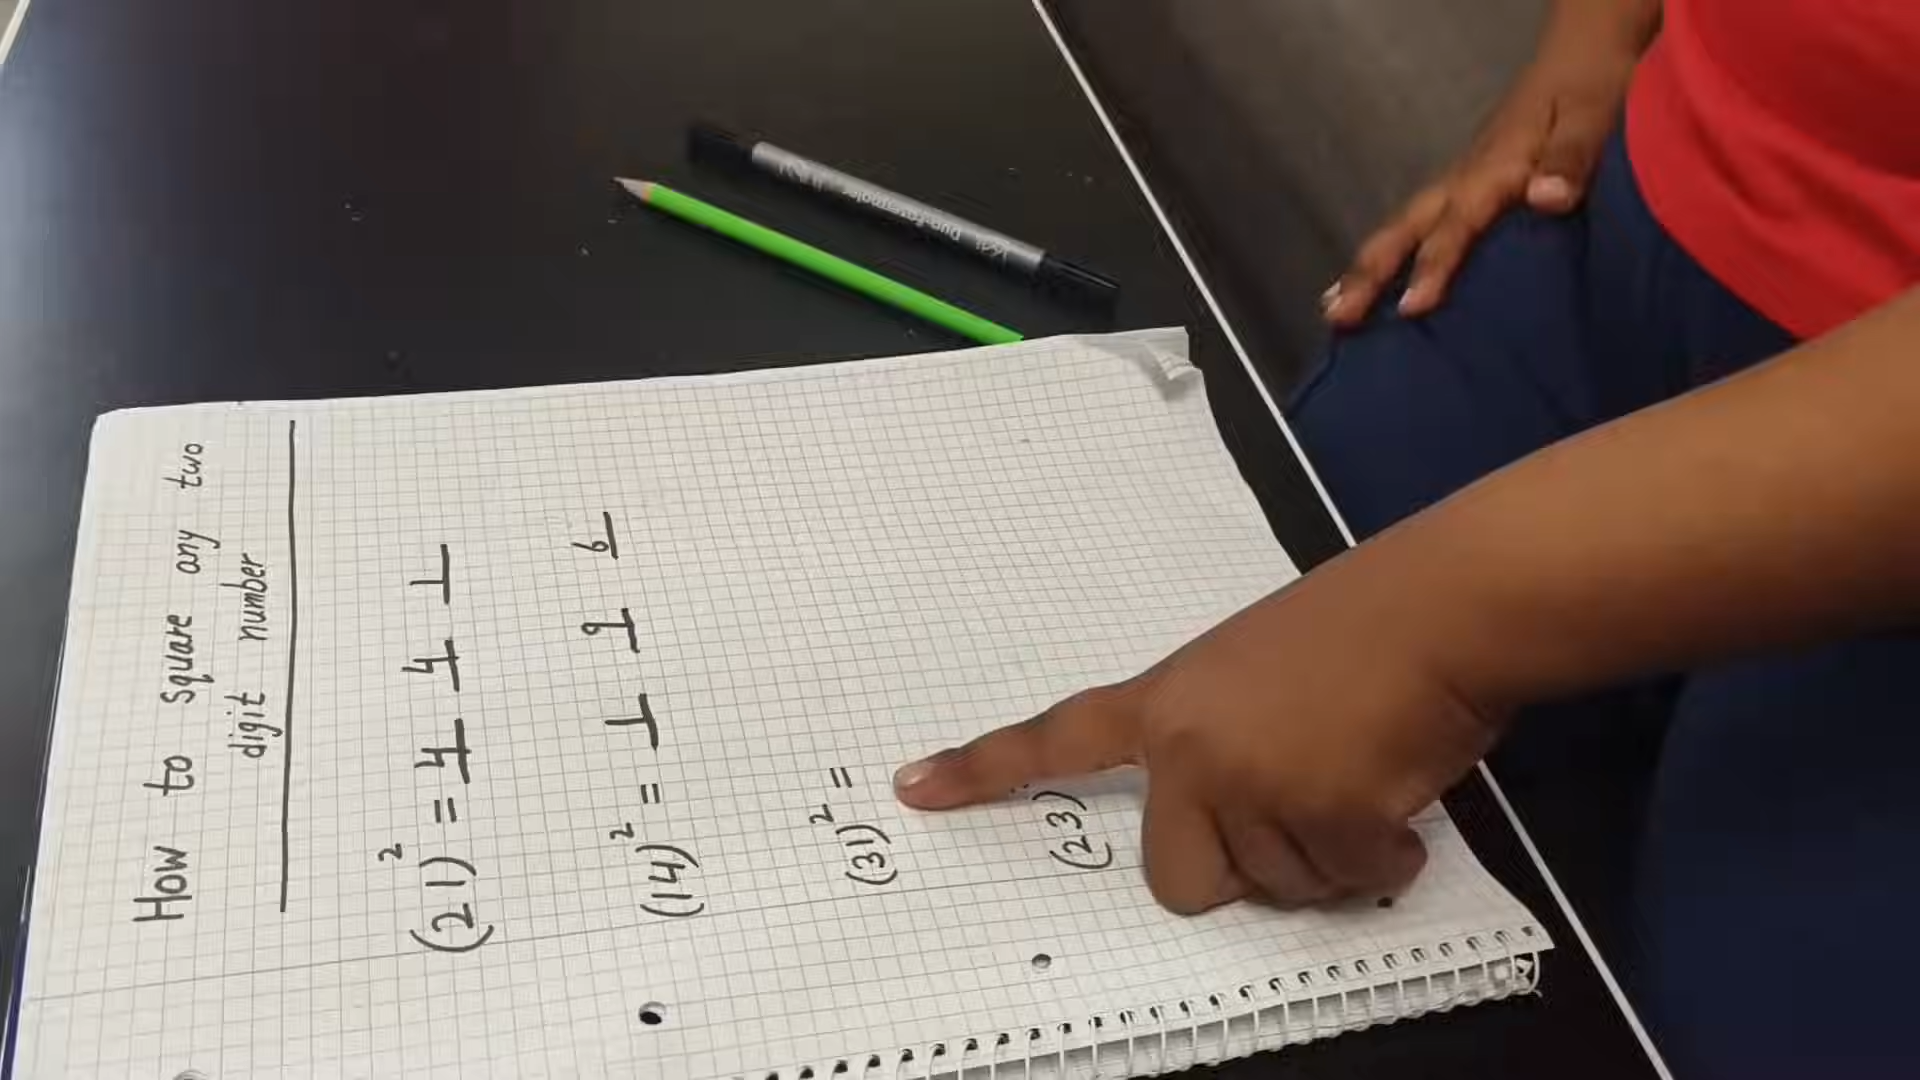 How to square any two
digit number
(21)² = 4 4 1
(14)² = 1 9 6
(31)² =
(23)